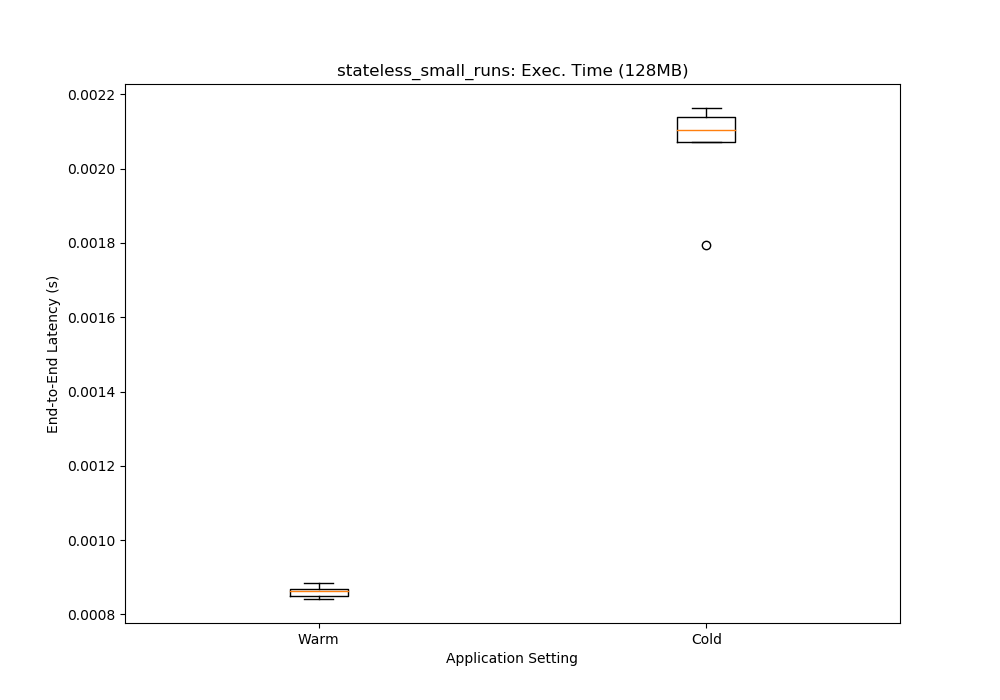 stateless_small_runs: Exec. Time (128MB)
0.0022
0.0020
0.0018
0.0016
0.0014
0.0012
0.0010
0.0008
End-to-End Latency (s)
Warm
Cold
Application Setting